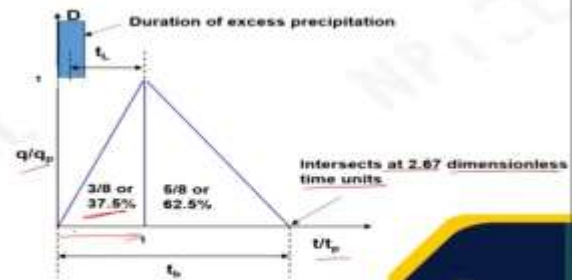 D
Duration of excess precipitation
tL
1
q/qp
3/8 or
37.5%
5/8 or
62.5%
Intersects at 2.67 dimensionless
time units
1
t/tp
tb